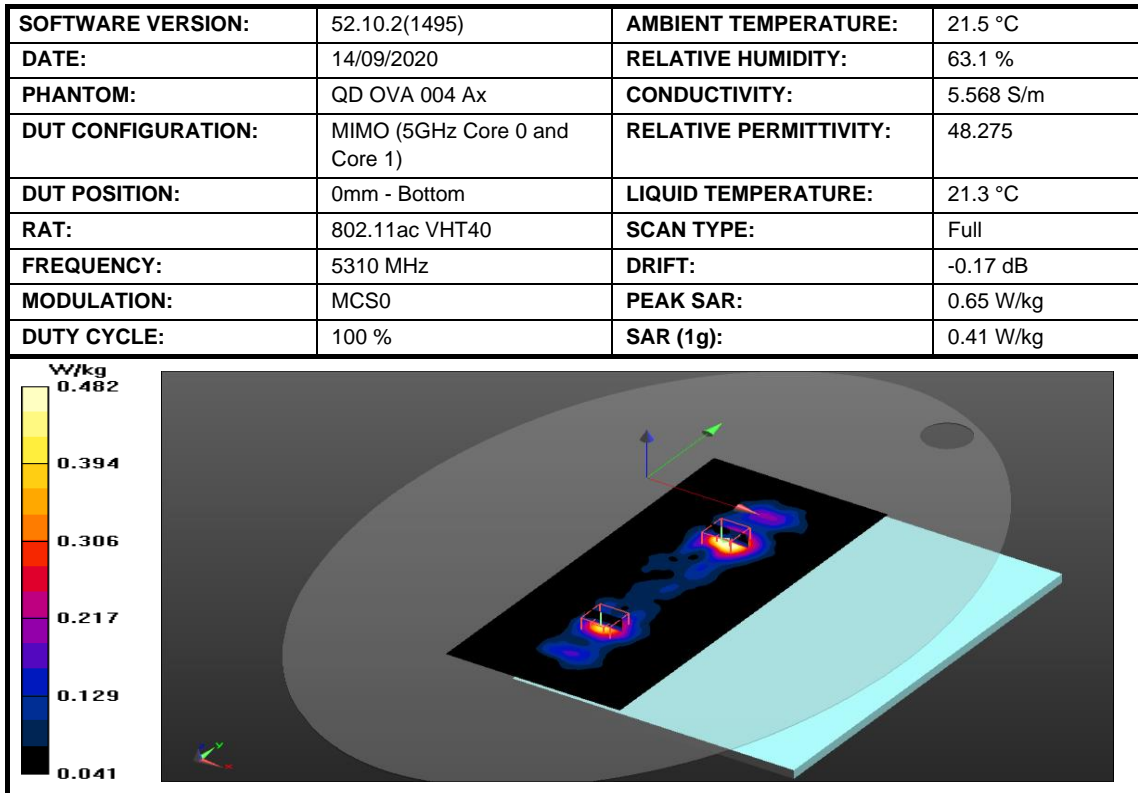 SOFTWARE VERSION: 52.10.2(1495) AMBIENT TEMPERATURE: 21.5 °C
DATE: 14/09/2020 RELATIVE HUMIDITY: 63.1 %
PHANTOM: QD OVA 004 Ax CONDUCTIVITY: 5.568 S/m
DUT CONFIGURATION: MIMO (5GHz Core 0 and RELATIVE PERMITTIVITY: 48.275
Core 1)
DUT POSITION: 0mm - Bottom LIQUID TEMPERATURE: 21.3 °C
RAT: 802.11ac VHT40 SCAN TYPE: Full
FREQUENCY: 5310 MHz DRIFT: -0.17 dB
MODULATION: MCS0 PEAK SAR: 0.65 W/kg
DUTY CYCLE: 100 % SAR (1g): 0.41 W/kg
W/kg
0.482
0.394
0.306
0.217
0.129
0.041